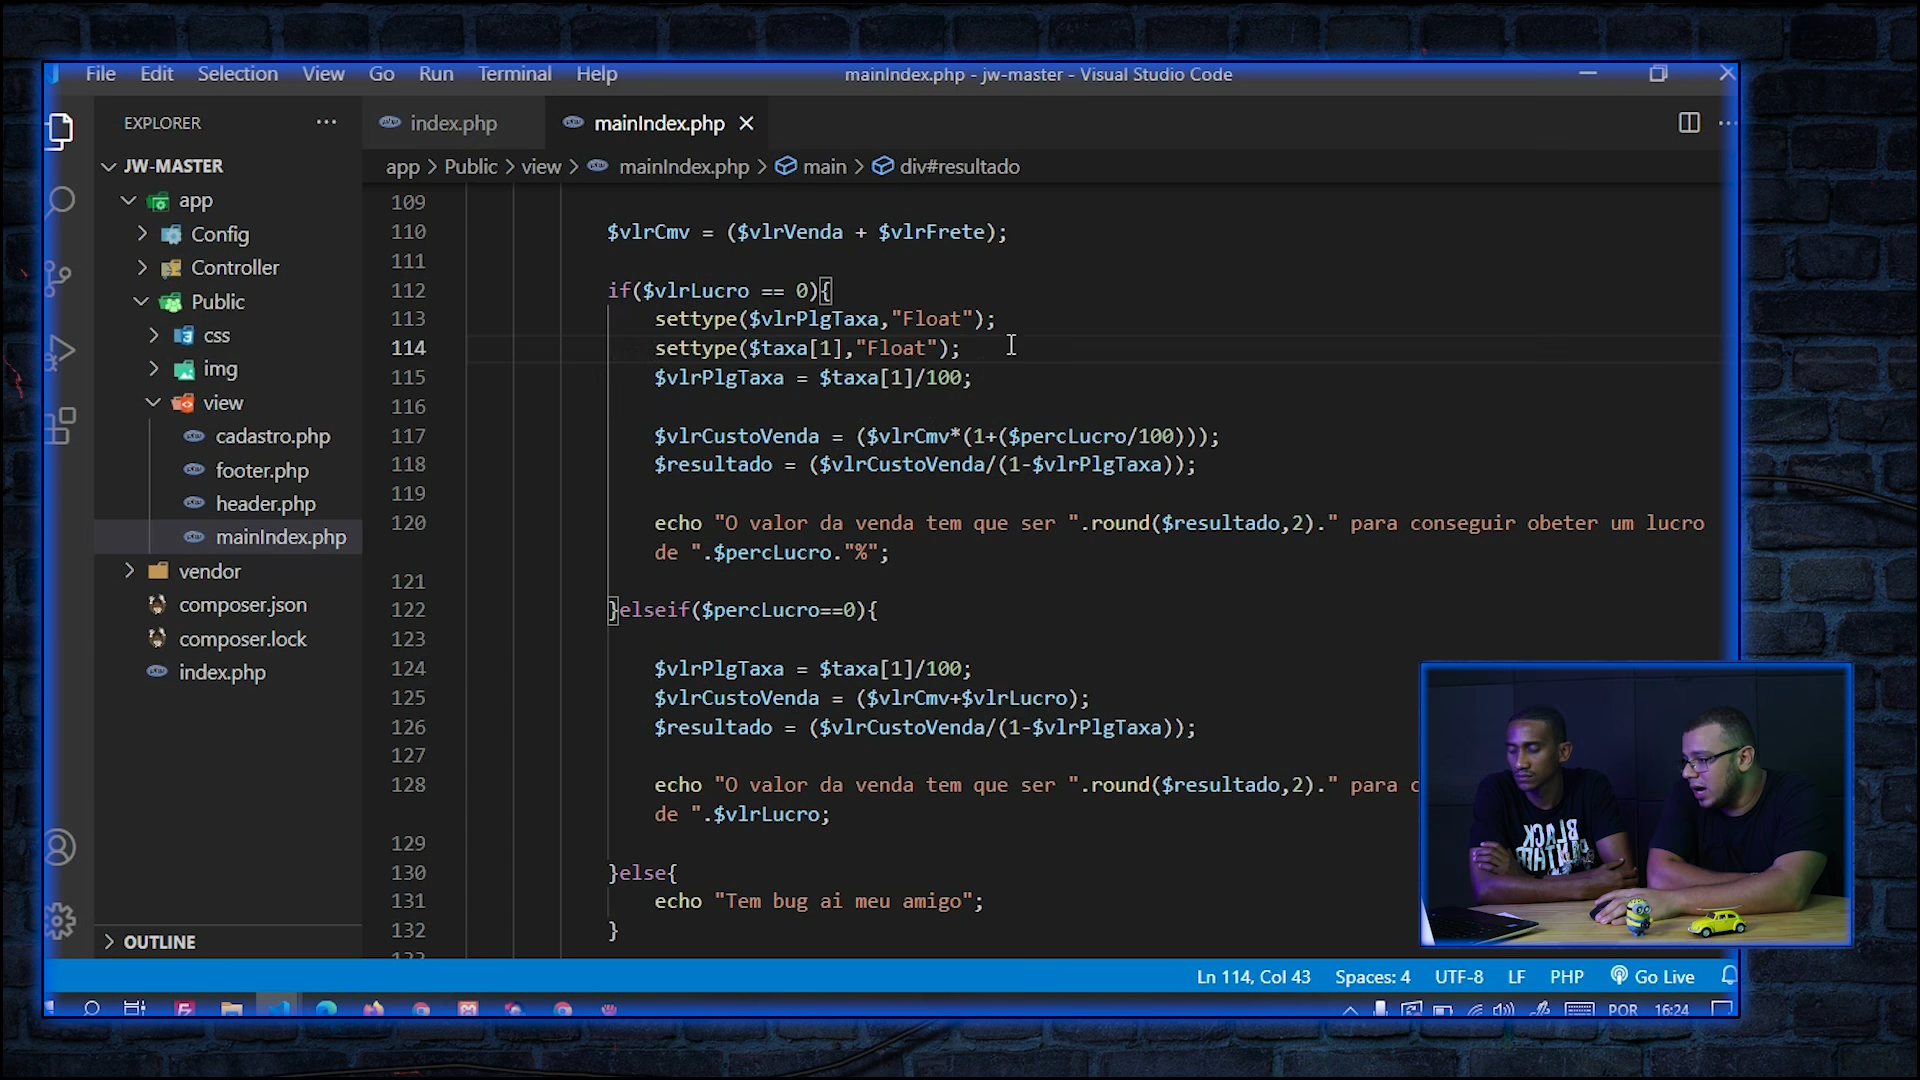 File Edit Selection View Go Run Terminal Help mainIndex.php - jw-master - Visual Studio Code
EXPLORER
index.php mainIndex.php
JW-MASTER
app > Public > view > mainIndex.php > main > div#resultado
app
Config
Controller
Public
css
img
view
cadastro.php
footer.php
header.php
mainIndex.php
vendor
composer.json
composer.lock
index.php
OUTLINE
109
110 $vlrCmv = ($vlrVenda + $vlrFrete);
111
112 if($vlrLucro == 0){
113 settype($vlrPlgTaxa,"Float");
114 settype($taxa[1],"Float");
115 $vlrPlgTaxa = $taxa[1]/100;
116
117 $vlrCustoVenda = ($vlrCmv*(1+($percLucro/100)));
118 $resultado = ($vlrCustoVenda/(1-$vlrPlgTaxa));
119
120 echo "O valor da venda tem que ser ".round($resultado,2)." para conseguir obeter um lucro
de ".$percLucro."%";
121
122 }elseif($percLucro==0){
123
124 $vlrPlgTaxa = $taxa[1]/100;
125 $vlrCustoVenda = ($vlrCmv+$vlrLucro);
126 $resultado = ($vlrCustoVenda/(1-$vlrPlgTaxa));
127
128 echo "O valor da venda tem que ser ".round($resultado,2)." para c
de ".$vlrLucro;
129
130 }else{
131 echo "Tem bug ai meu amigo";
132 }
BLACK
Ln 114, Col 43 Spaces: 4 UTF-8 LF PHP Go Live
POR 16:24